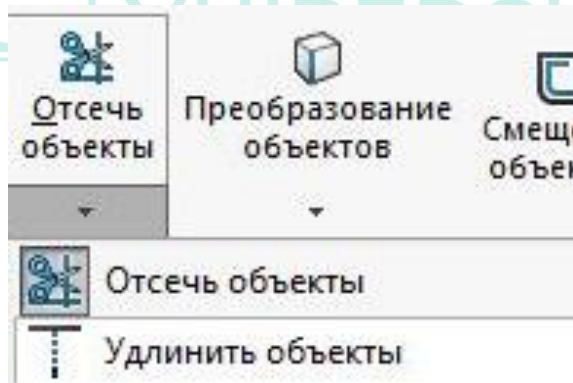 Отсечь
объекты
Преобразование
объектов
Отсечь объекты
Удлинить объекты